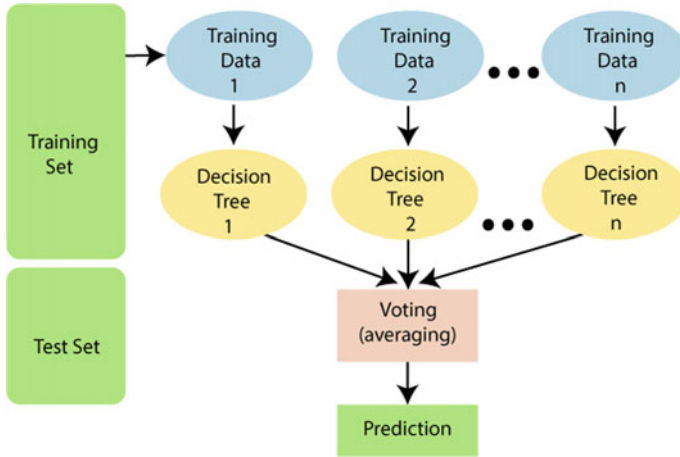 Training
Set
Test Set
Training
Data
1
Training
Data
2
Training
Data
n
Decision
Tree
1
Decision
Tree
2
Decision
Tree
n
Voting
(averaging)
Prediction